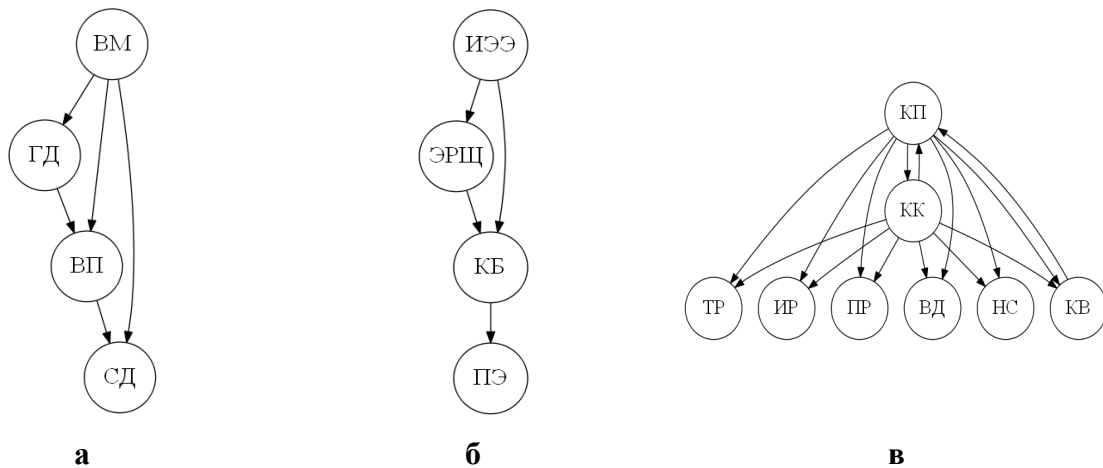 ВМ
ГД
ВП
СД
а
ИЭЭ
ЭРЩ
КБ
ПЭ
б
КП
КК
ТР ИР ПР ВД НС КВ
в